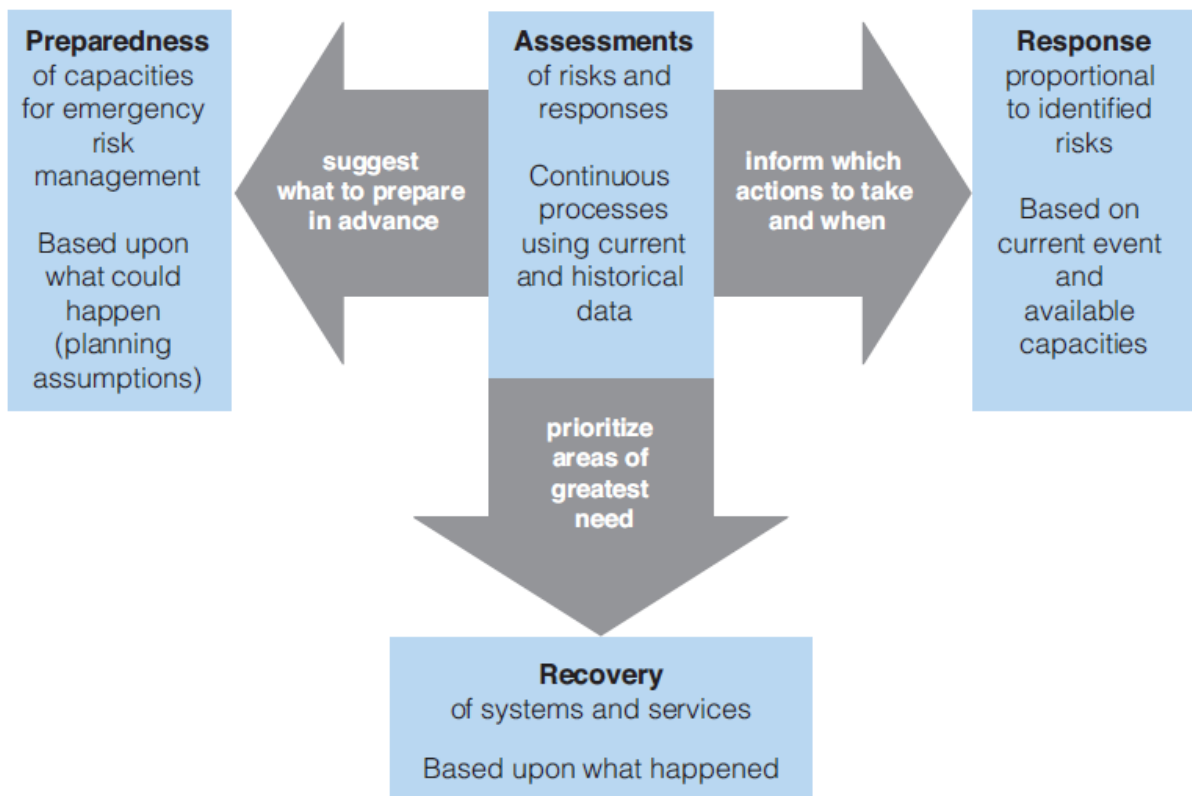 Preparedness
of capacities
for emergency
risk
management
Based upon
what could
happen
(planning
assumptions)
suggest
what to prepare
in advance
Assessments
of risks and
responses
Continuous
processes
using current
and historical
data
inform which
actions to take
and when
Response
proportional
to identified
risks
Based on
current event
and
available
capacities
prioritize
areas of
greatest
need
Recovery
of systems and services
Based upon what happened